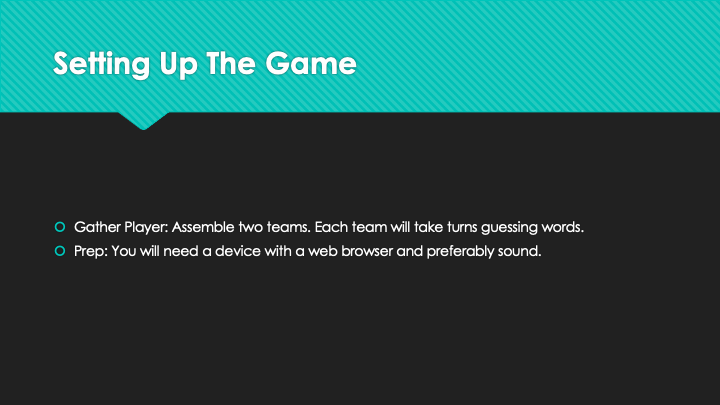 Setting Up The Game
Gather Player: Assemble two teams. Each team will take turns guessing words.
Prep: You will need a device with a web browser and preferably sound.